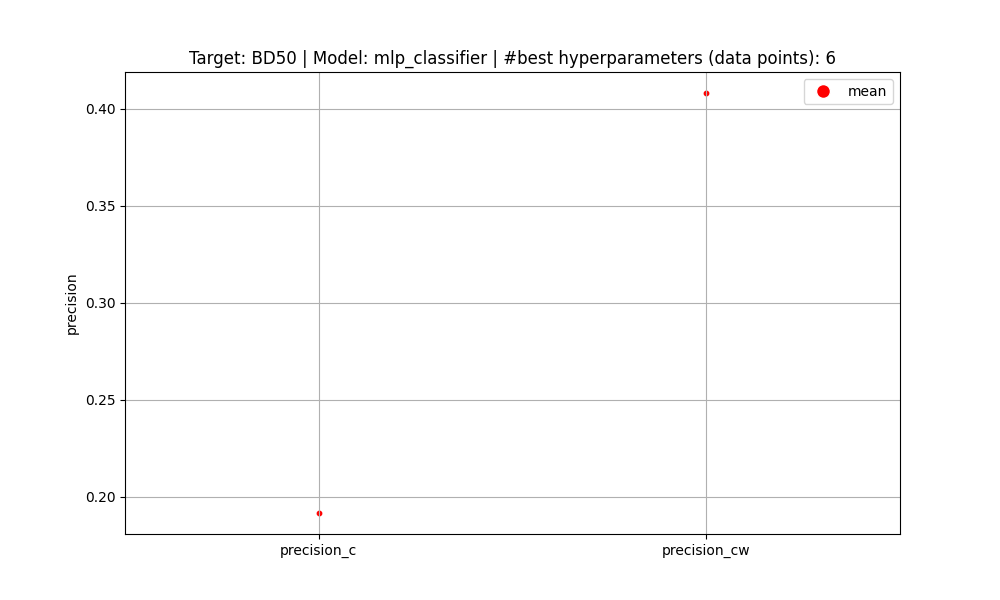 Target: BD50 | Model: mlp_classifier | #best hyperparameters (data points): 6
mean
0.40
0.35
0.30
0.25
0.20
precision
precision_c
precision_cw